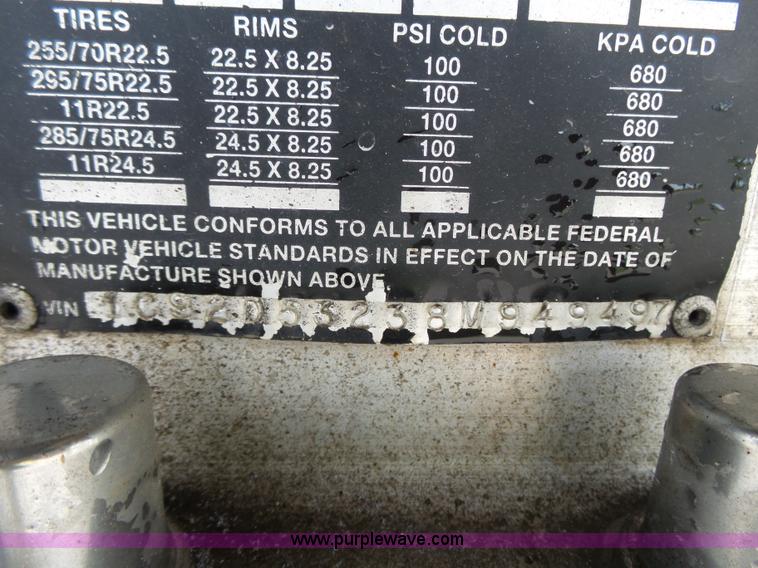 TIRES RIMS PSI COLD KPA COLD
255/70R22.5 22.5 X 8.25 100 680
295/75R22.5 22.5 X 8.25 100 680
11R22.5 22.5 X 8.25 100 680
285/75R24.5 24.5 X 8.25 100 680
11R24.5 24.5 X 8.25 100 680
THIS VEHICLE CONFORMS TO ALL APPLICABLE FEDERAL
MOTOR VEHICLE STANDARDS IN EFFECT ON THE DATE OF
MANUFACTURE SHOWN ABOVE
VIN 1C92D53238M949497
www.purplewave.com